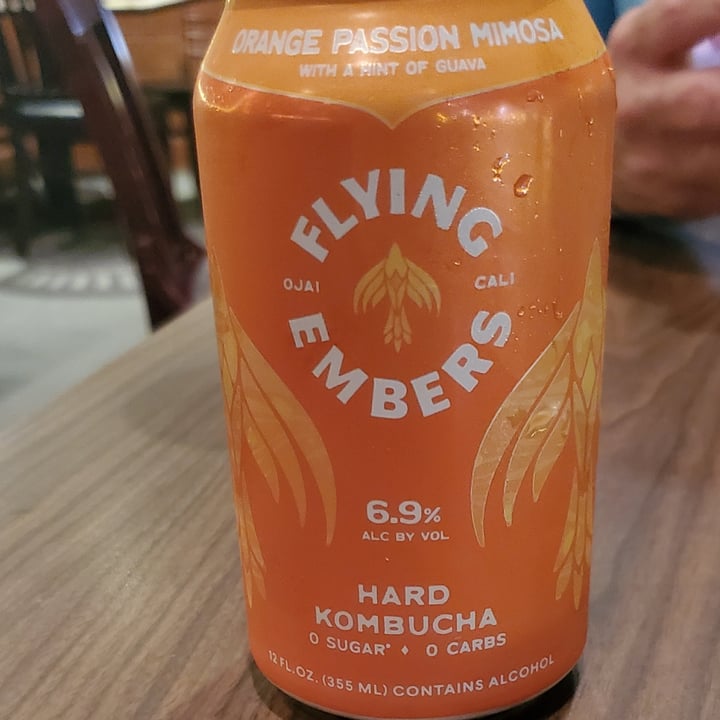 ORANGE PASSION MIMOSA
WITH A HINT OF GUAVA
FLYING
OJAI CALI
EMBERS
6.9%
ALC BY VOL
HARD
KOMBUCHA
0 SUGAR* ♦ 0 CARBS
12 FL.OZ. (355 ML) CONTAINS ALCOHOL